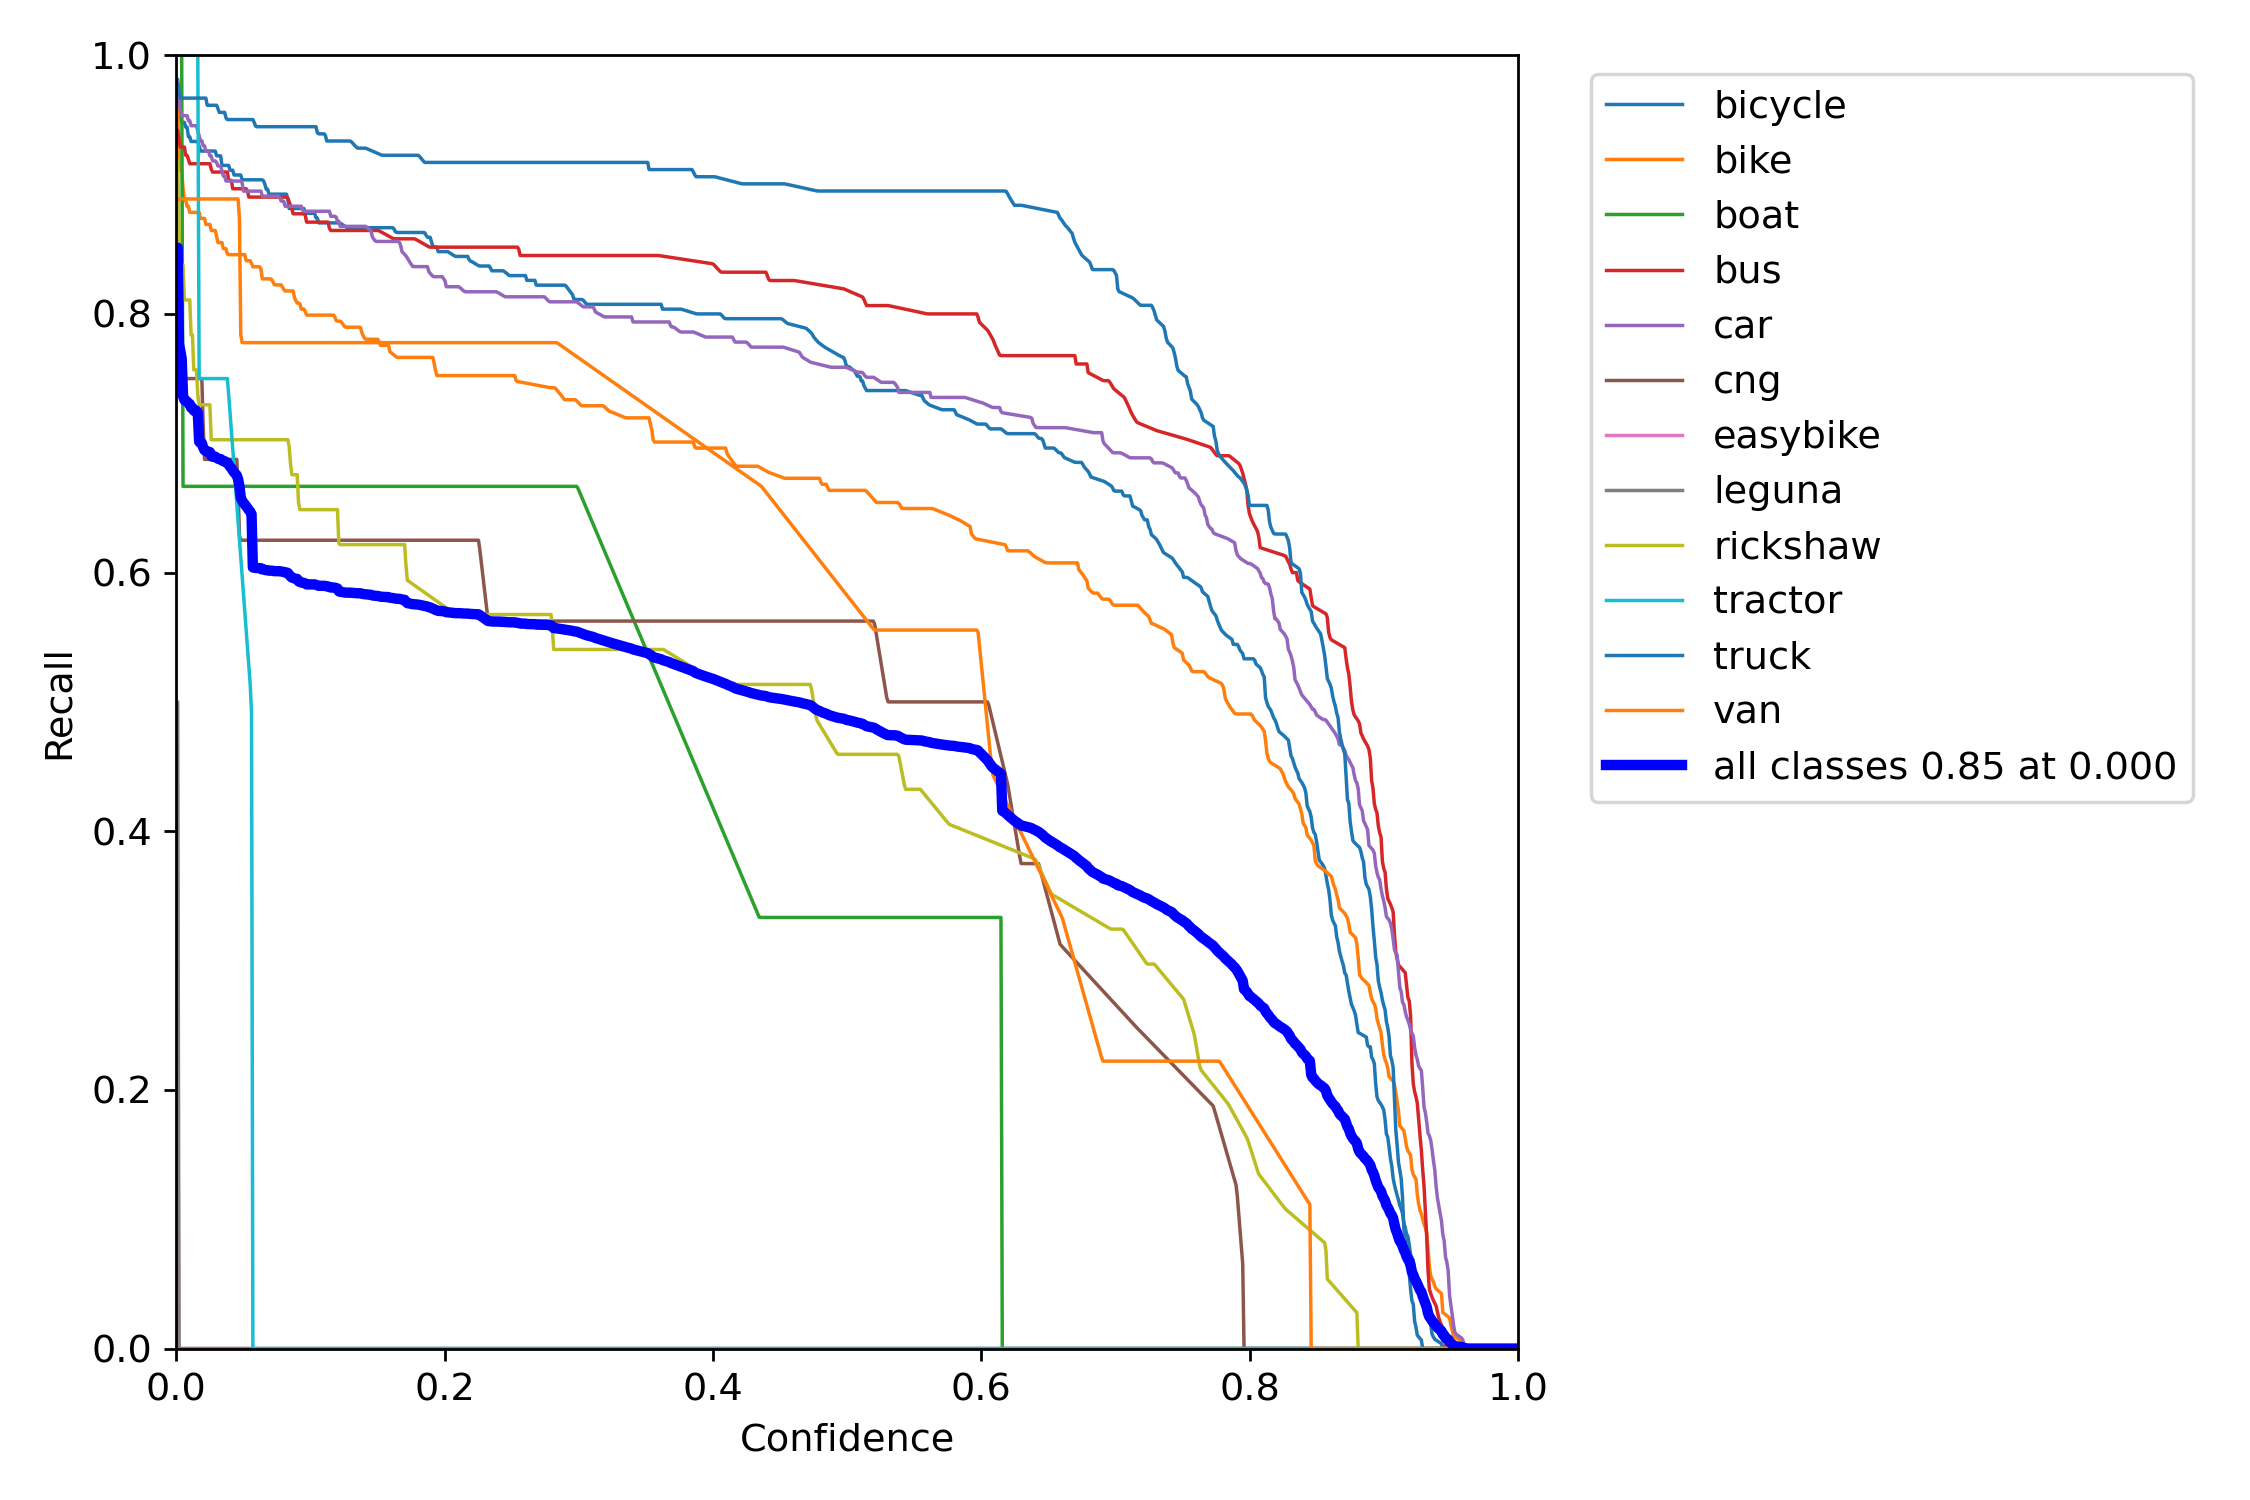 1.0
0.8
0.6
0.4
0.2
0.0
Recall
0.0 0.2 0.4 0.6 0.8 1.0
Confidence
bicycle
bike
boat
bus
car
cng
easybike
leguna
rickshaw
tractor
truck
van
all classes 0.85 at 0.000